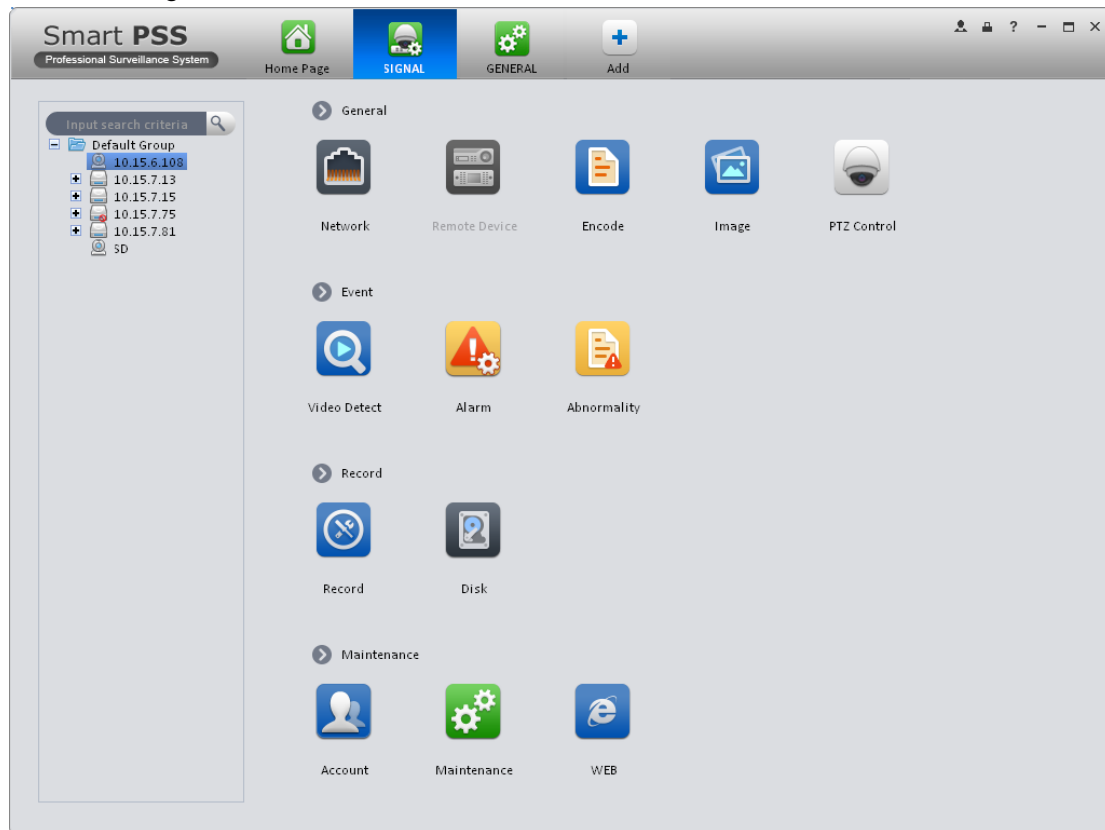 Smart PSS
Professional Surveillance System
Home Page
SIGNAL
GENERAL
Add
?
Input search criteria
Default Group
10.15.6.108
10.15.7.13
10.15.7.15
10.15.7.75
10.15.7.81
SD
General
Network
Remote Device
Encode
Image
PTZ Control
Event
Video Detect
Alarm
Abnormality
Record
Record
Disk
Maintenance
Account
Maintenance
WEB